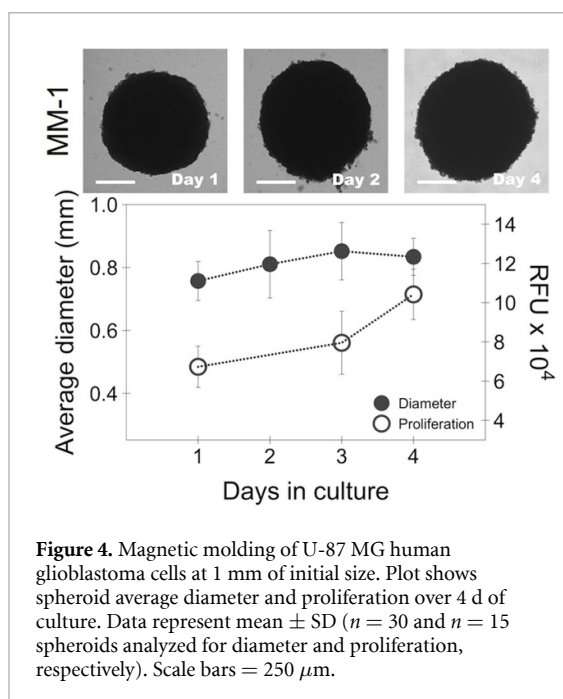 MM-1
Day 1
Day 2
Day 4
Average diameter (mm)
1.0
0.8
0.6
0.4
14
12
10
8
6
4
RFU x 10⁴
Diameter
Proliferation
1 2 3 4
Days in culture
Figure 4. Magnetic molding of U-87 MG human
glioblastoma cells at 1 mm of initial size. Plot shows
spheroid average diameter and proliferation over 4 d of
culture. Data represent mean ± SD (n = 30 and n = 15
spheroids analyzed for diameter and proliferation,
respectively). Scale bars = 250 μm.